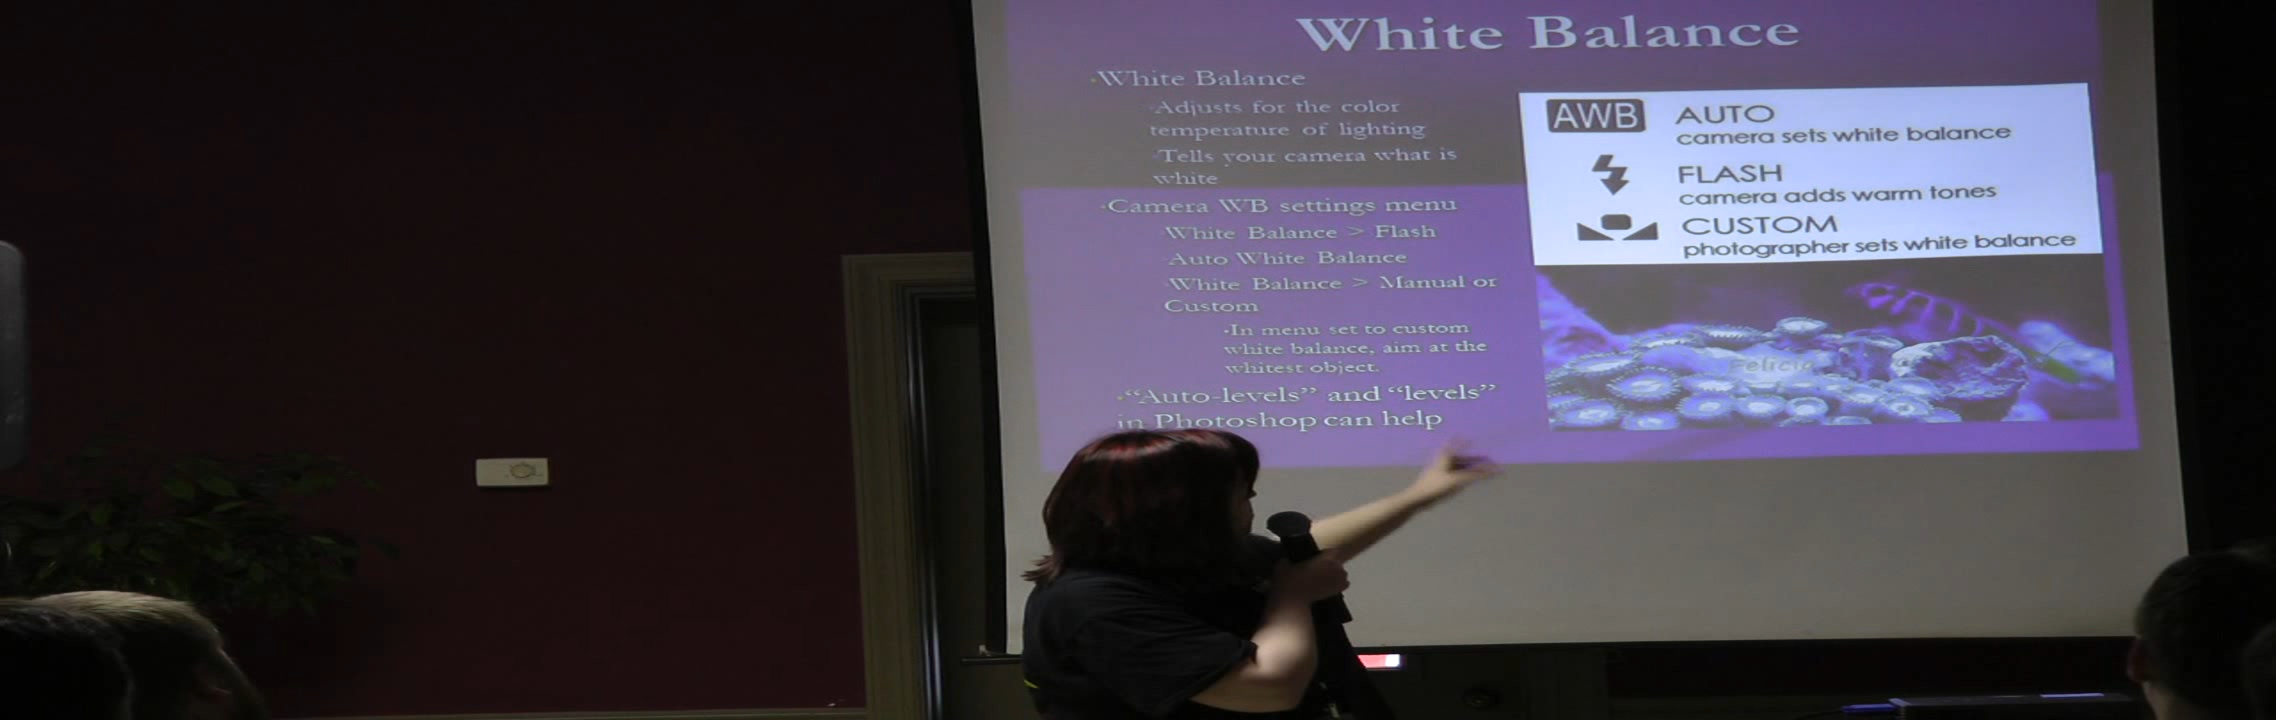 White Balance
·White Balance
·Adjusts for the color
temperature of lighting
·Tells your camera what is
white
·Camera WB settings menu
White Balance > Flash
Auto White Balance
White Balance > Manual or
Custom
·In menu set to custom
white balance, aim at the
whitest object.
·“Auto-levels” and “levels”
in Photoshop can help
AWB AUTO
camera sets white balance
FLASH
camera adds warm tones
CUSTOM
photographer sets white balance
Felicia